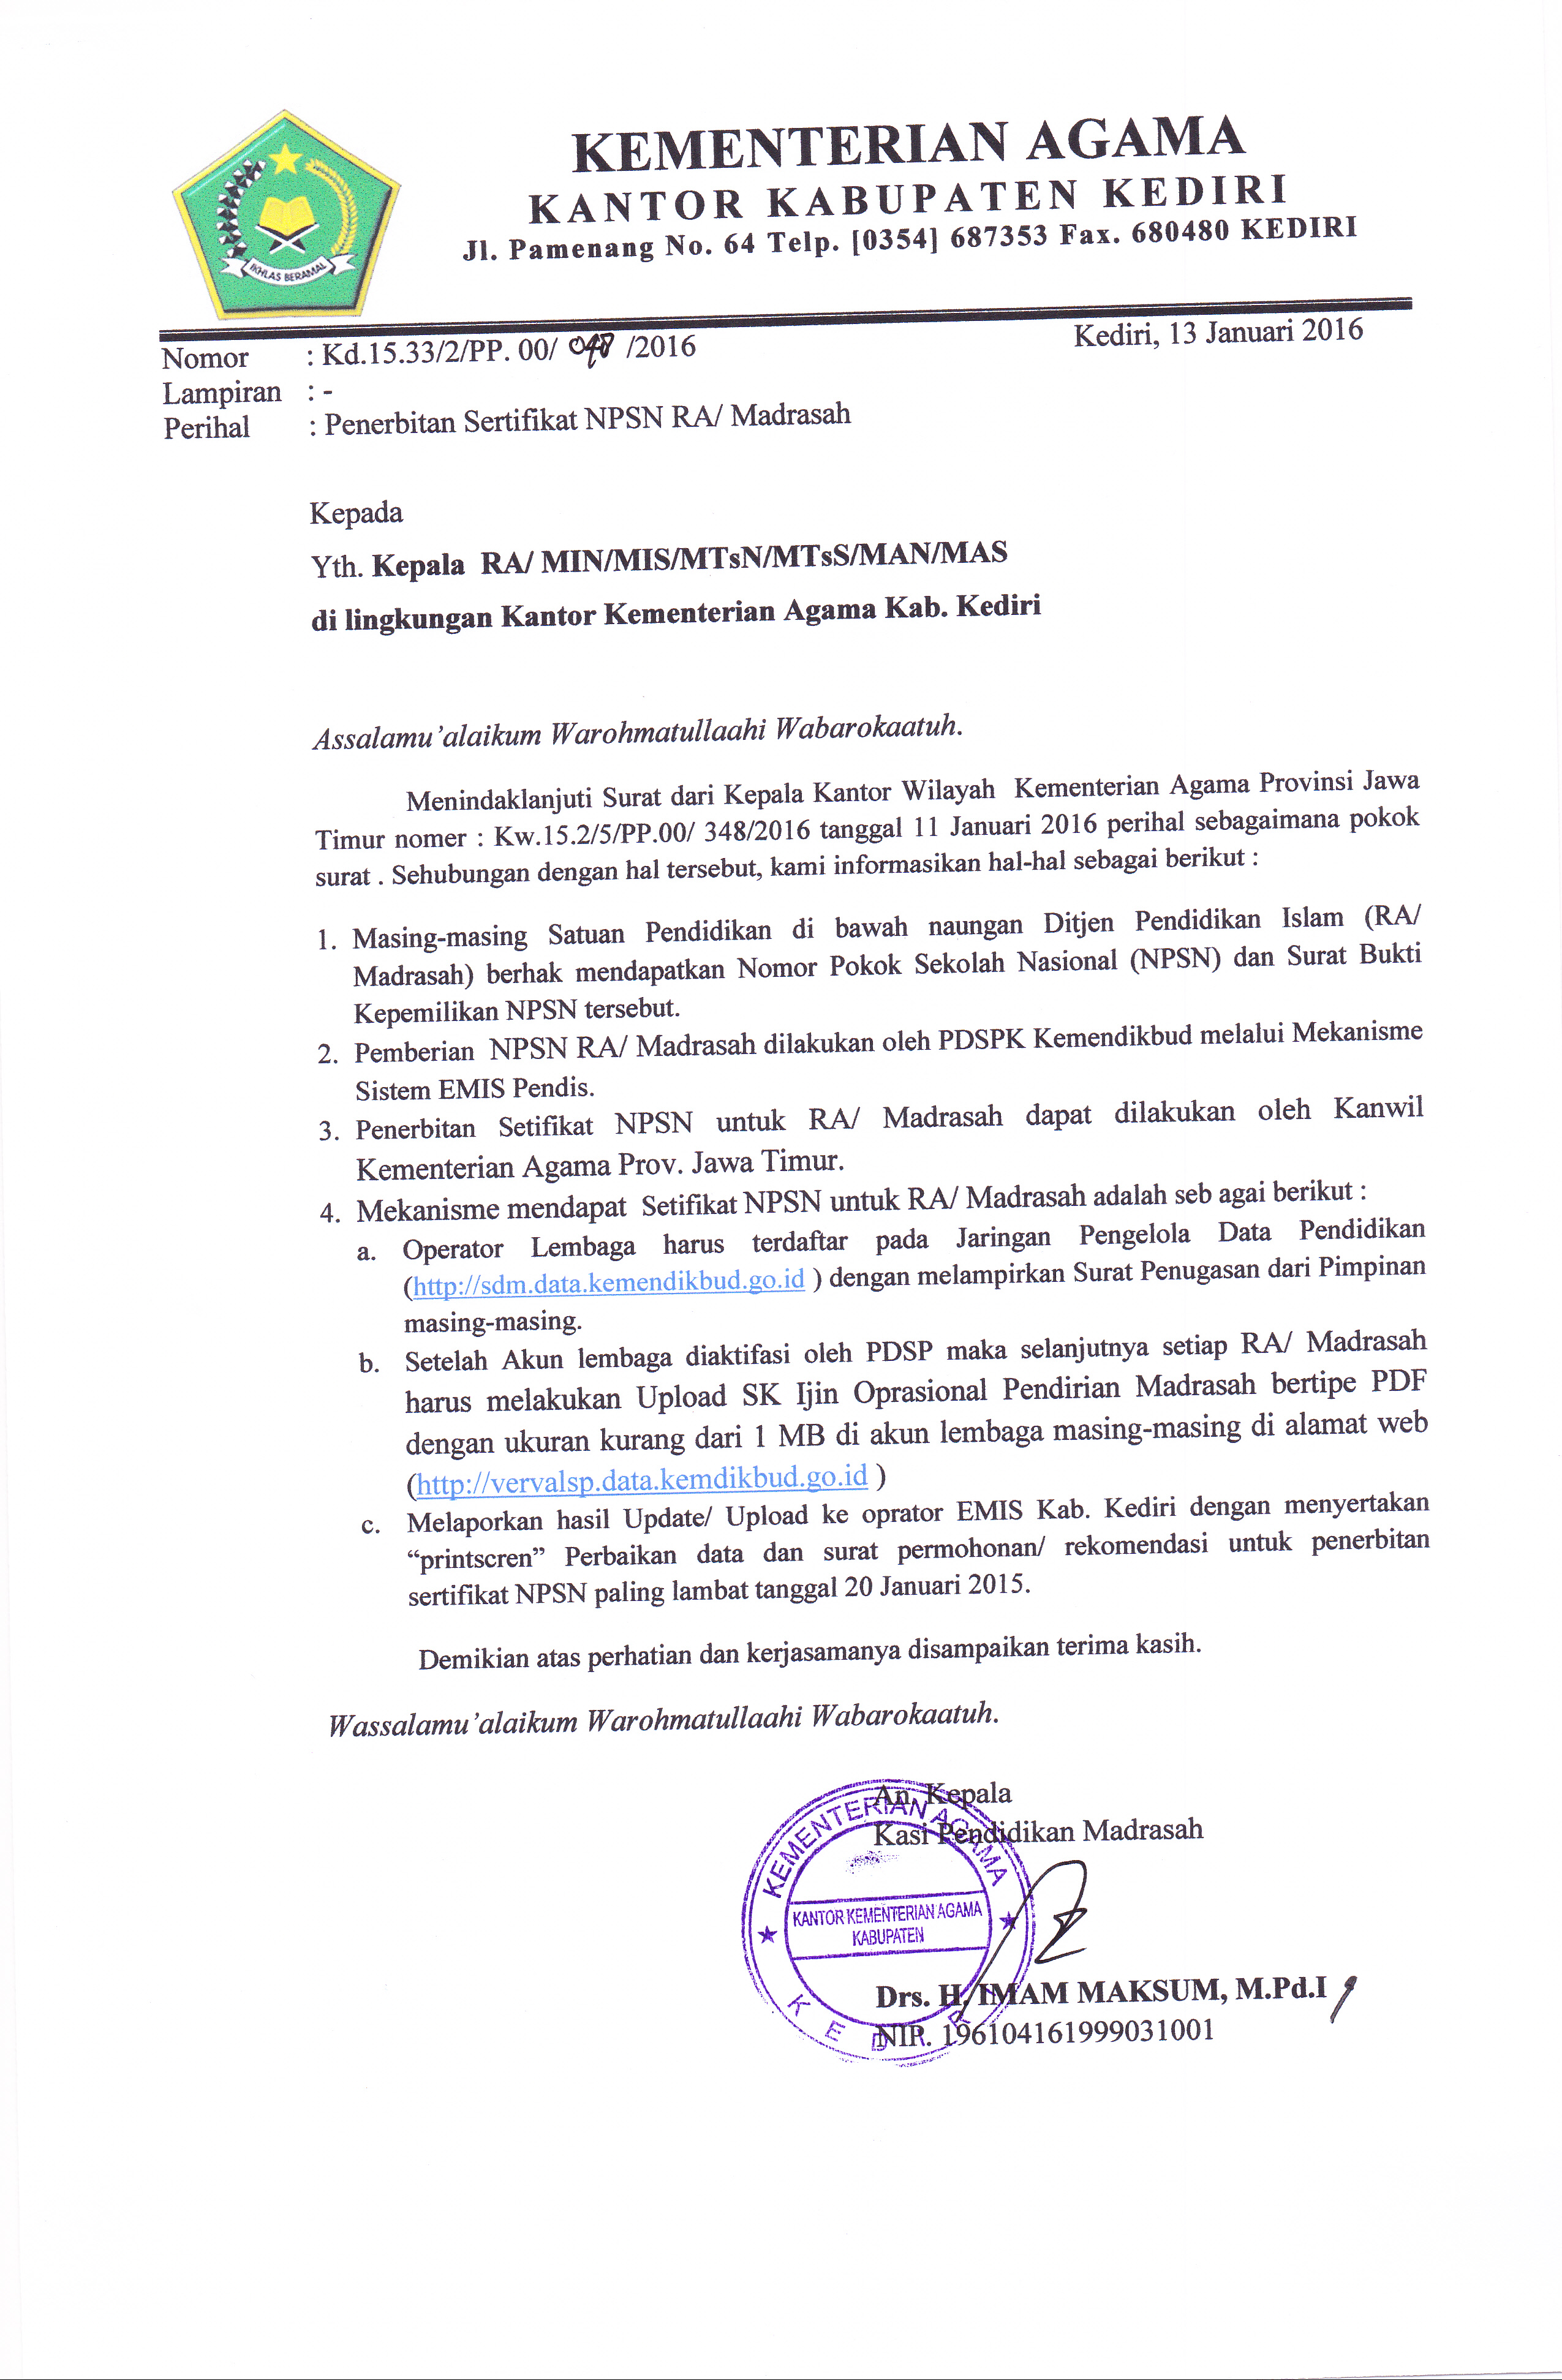 KEMENTERIAN AGAMA
KANTOR KABUPATEN KEDIRI
Jl. Pamenang No. 64 Telp. [0354] 687353 Fax. 680480 KEDIRI
IKHLAS BERAMAL
Kediri, 13 Januari 2016
Nomor : Kd.15.33/2/PP. 00/ 048 /2016
Lampiran : -
Perihal : Penerbitan Sertifikat NPSN RA/ Madrasah
Kepada
Yth. Kepala RA/ MIN/MIS/MTsN/MTsS/MAN/MAS
di lingkungan Kantor Kementerian Agama Kab. Kediri
Assalamu’alaikum Warohmatullaahi Wabarokaatuh.
Menindaklanjuti Surat dari Kepala Kantor Wilayah Kementerian Agama Provinsi Jawa
Timur nomer : Kw.15.2/5/PP.00/ 348/2016 tanggal 11 Januari 2016 perihal sebagaimana pokok
surat . Sehubungan dengan hal tersebut, kami informasikan hal-hal sebagai berikut :
1. Masing-masing Satuan Pendidikan di bawah naungan Ditjen Pendidikan Islam (RA/
Madrasah) berhak mendapatkan Nomor Pokok Sekolah Nasional (NPSN) dan Surat Bukti
Kepemilikan NPSN tersebut.
2. Pemberian NPSN RA/ Madrasah dilakukan oleh PDSPK Kemendikbud melalui Mekanisme
Sistem EMIS Pendis.
3. Penerbitan Setifikat NPSN untuk RA/ Madrasah dapat dilakukan oleh Kanwil
Kementerian Agama Prov. Jawa Timur.
4. Mekanisme mendapat Setifikat NPSN untuk RA/ Madrasah adalah seb agai berikut :
a. Operator Lembaga harus terdaftar pada Jaringan Pengelola Data Pendidikan
(http://sdm.data.kemendikbud.go.id ) dengan melampirkan Surat Penugasan dari Pimpinan
masing-masing.
b. Setelah Akun lembaga diaktifasi oleh PDSP maka selanjutnya setiap RA/ Madrasah
harus melakukan Upload SK Ijin Oprasional Pendirian Madrasah bertipe PDF
dengan ukuran kurang dari 1 MB di akun lembaga masing-masing di alamat web
(http://vervalsp.data.kemdikbud.go.id )
c. Melaporkan hasil Update/ Upload ke oprator EMIS Kab. Kediri dengan menyertakan
“printscren” Perbaikan data dan surat permohonan/ rekomendasi untuk penerbitan
sertifikat NPSN paling lambat tanggal 20 Januari 2015.
Demikian atas perhatian dan kerjasamanya disampaikan terima kasih.
Wassalamu’alaikum Warohmatullaahi Wabarokaatuh.
An. Kepala
Kasi Pendidikan Madrasah
KEMENTERIAN AGAMA
KANTOR KEMENTERIAN AGAMA
KABUPATEN
KEDIRI
Drs. H. IMAM MAKSUM, M.Pd.I
NIP. 196104161999031001